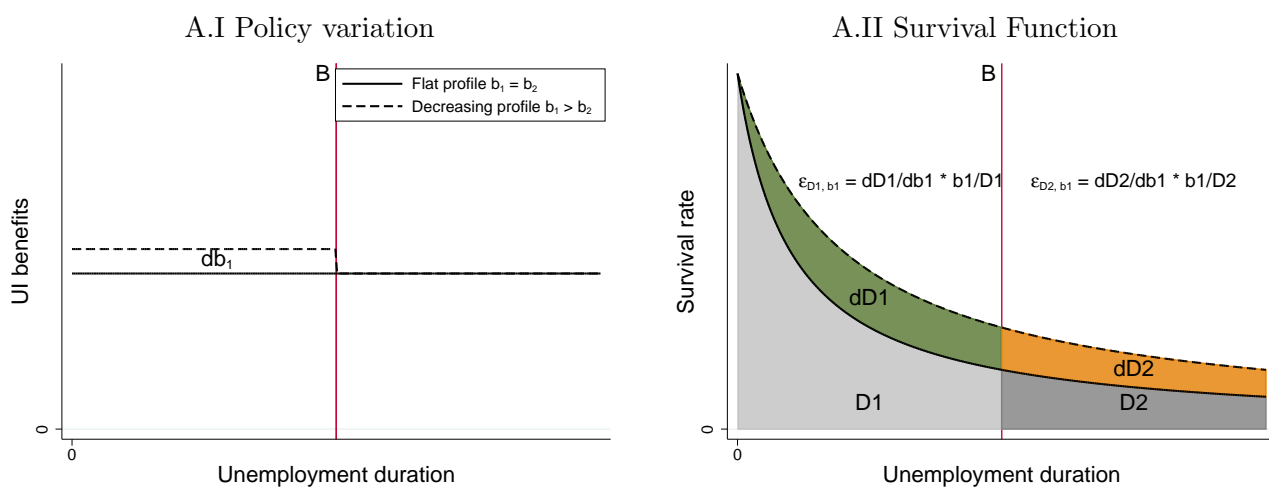 A.I Policy variation
B
Flat profile b₁ = b₂
Decreasing profile b₁ > b₂
UI benefits
db₁
0
0
Unemployment duration
A.II Survival Function
B
ε_D1, b1 = dD1/db1 * b1/D1
ε_D2, b1 = dD2/db1 * b1/D2
Survival rate
dD1
dD2
D1
D2
0
0
Unemployment duration